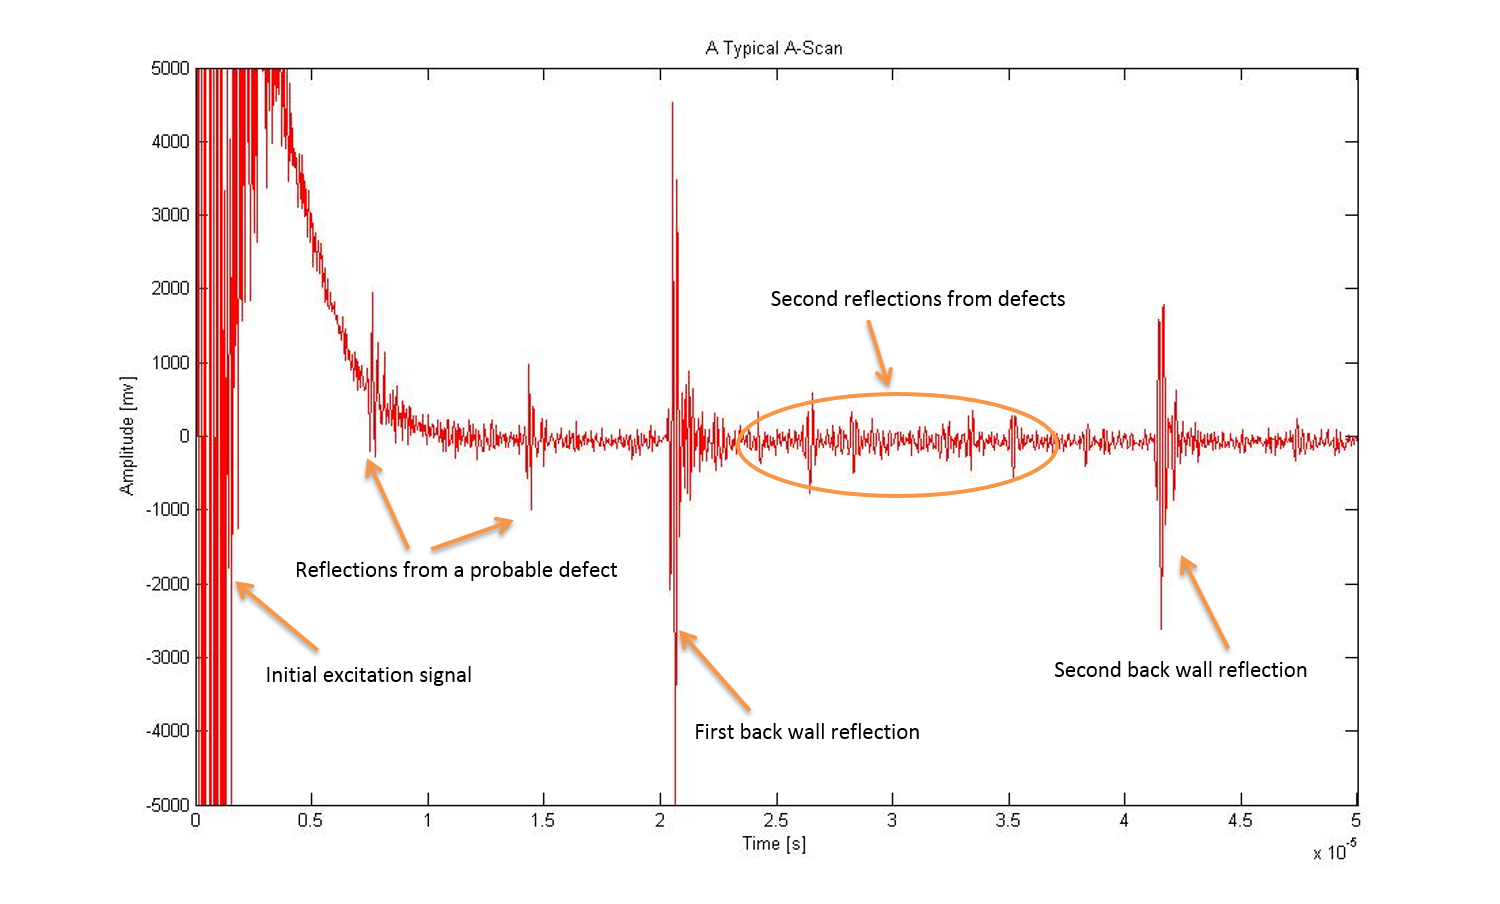 A Typical A-Scan
5000
4000
3000
2000
1000
0
-1000
-2000
-3000
-4000
-5000
Amplitude [mv]
Second reflections from defects
Reflections from a probable defect
Initial excitation signal
First back wall reflection
Second back wall reflection
0 0.5 1 1.5 2 2.5 3 3.5 4 4.5 5
Time [s]
x 10-5